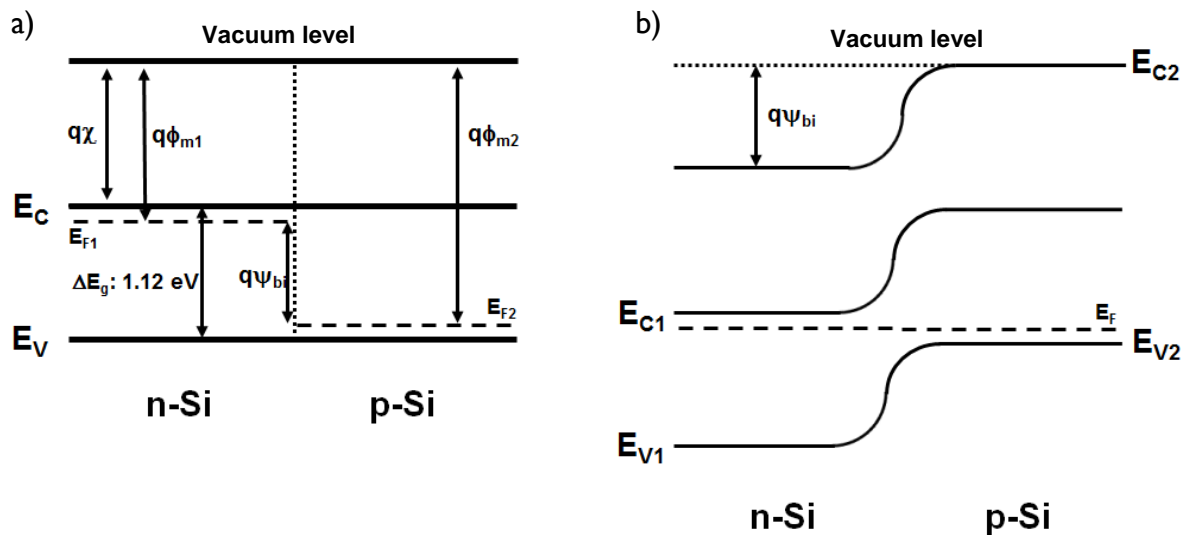 a)
Vacuum level
qχ
qϕm1
qϕm2
EC
EF1
ΔEg: 1.12 eV
qψbi
EF2
EV
n-Si
p-Si
b)
Vacuum level
EC2
qψbi
EC1
EF
EV2
EV1
n-Si
p-Si